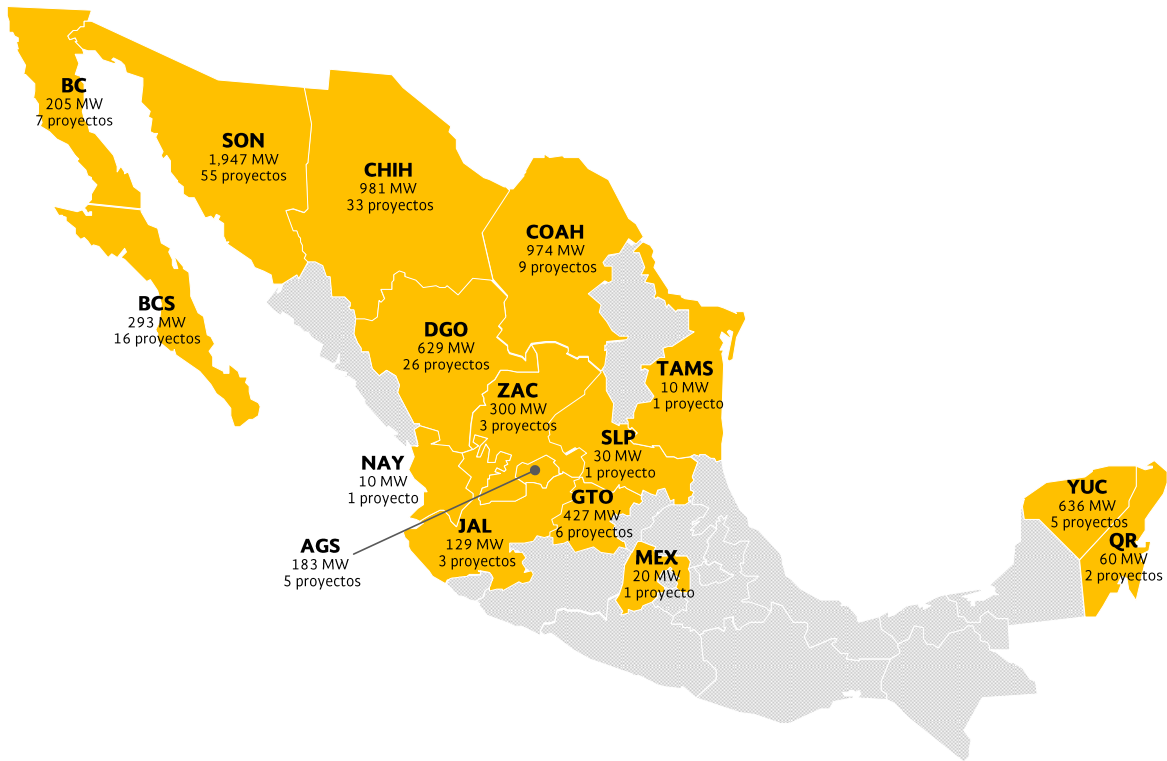 BC
205 MW
7 proyectos
SON
1,947 MW
55 proyectos
CHIH
981 MW
33 proyectos
COAH
974 MW
9 proyectos
BCS
293 MW
16 proyectos
DGO
629 MW
26 proyectos
TAMS
10 MW
1 proyecto
ZAC
300 MW
3 proyectos
SLP
30 MW
1 proyecto
NAY
10 MW
1 proyecto
GTO
427 MW
6 proyectos
YUC
636 MW
5 proyectos
JAL
129 MW
3 proyectos
AGS
183 MW
5 proyectos
MEX
20 MW
1 proyecto
QR
60 MW
2 proyectos